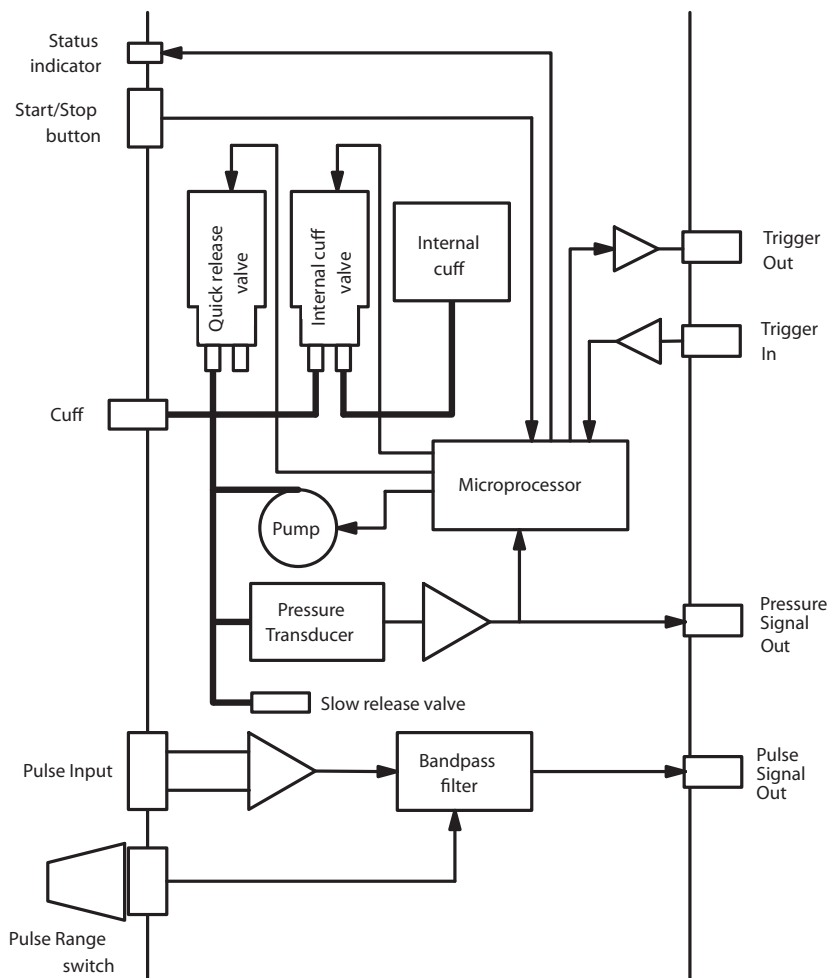 Status
indicator
Start/Stop
button
Quick release
valve
Internal cuff
valve
Internal
cuff
Trigger
Out
Trigger
In
Cuff
Microprocessor
Pump
Pressure
Transducer
Pressure
Signal
Out
Slow release valve
Pulse Input
Bandpass
filter
Pulse
Signal
Out
Pulse Range
switch